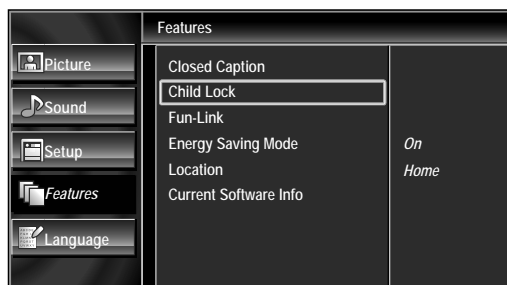 Features
Picture
Sound
Setup
Features
Language
Closed Caption
Child Lock
Fun-Link
Energy Saving Mode On
Location Home
Current Software Info